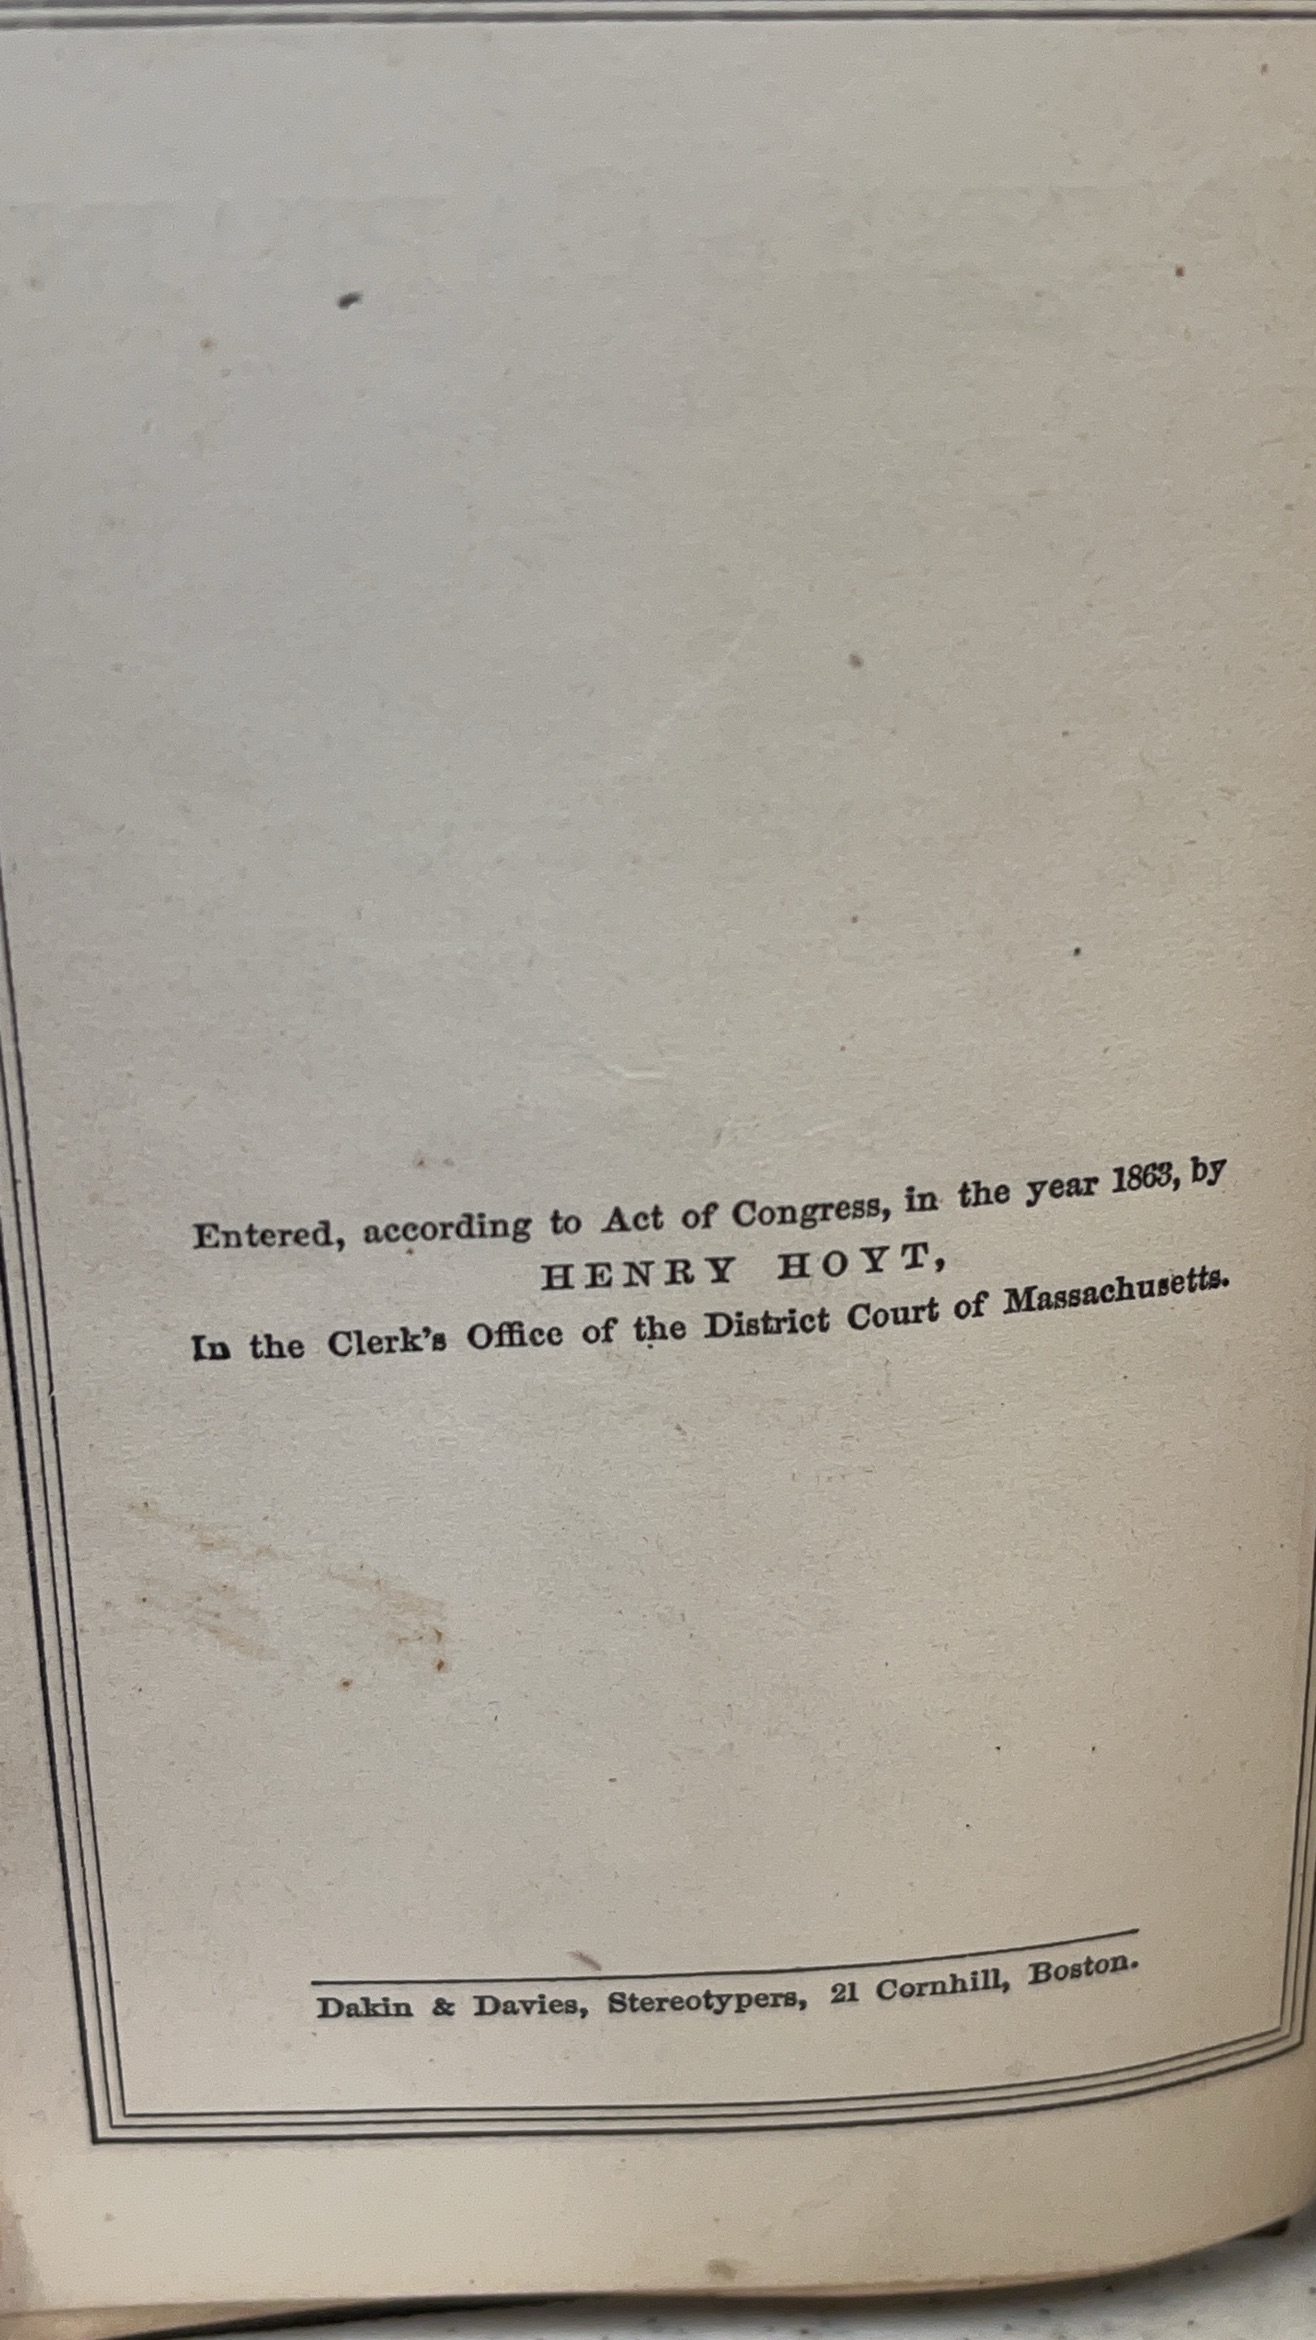 Entered, according to Act of Congress, in the year 1863, by
HENRY HOYT,
In the Clerk's Office of the District Court of Massachusetts.
Dakin & Davies, Stereotypers, 21 Cornhill, Boston.